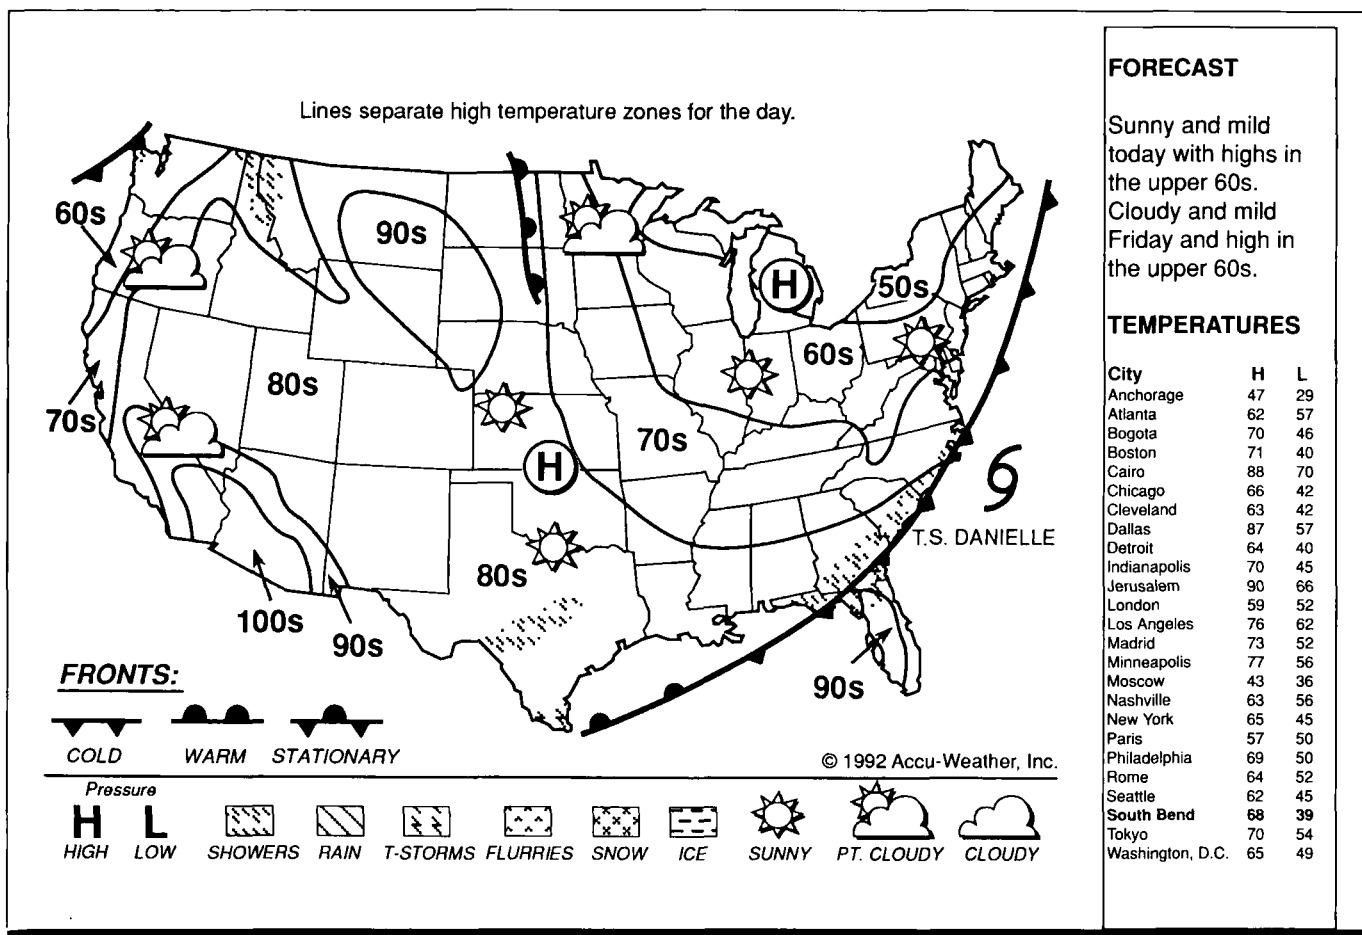 Lines separate high temperature zones for the day.
60s
90s
H
50s
60s
80s
70s
70s
H
T.S. DANIELLE
80s
100s
90s
90s
FRONTS:
COLD WARM STATIONARY
© 1992 Accu-Weather, Inc.
Pressure
H L
HIGH LOW SHOWERS RAIN T-STORMS FLURRIES SNOW ICE SUNNY PT. CLOUDY CLOUDY
FORECAST
Sunny and mild
today with highs in
the upper 60s.
Cloudy and mild
Friday and high in
the upper 60s.
TEMPERATURES
City H L
Anchorage 47 29
Atlanta 62 57
Bogota 70 46
Boston 71 40
Cairo 88 70
Chicago 66 42
Cleveland 63 42
Dallas 87 57
Detroit 64 40
Indianapolis 70 45
Jerusalem 90 66
London 59 52
Los Angeles 76 62
Madrid 73 52
Minneapolis 77 56
Moscow 43 36
Nashville 63 56
New York 65 45
Paris 57 50
Philadelphia 69 50
Rome 64 52
Seattle 62 45
South Bend 68 39
Tokyo 70 54
Washington, D.C. 65 49